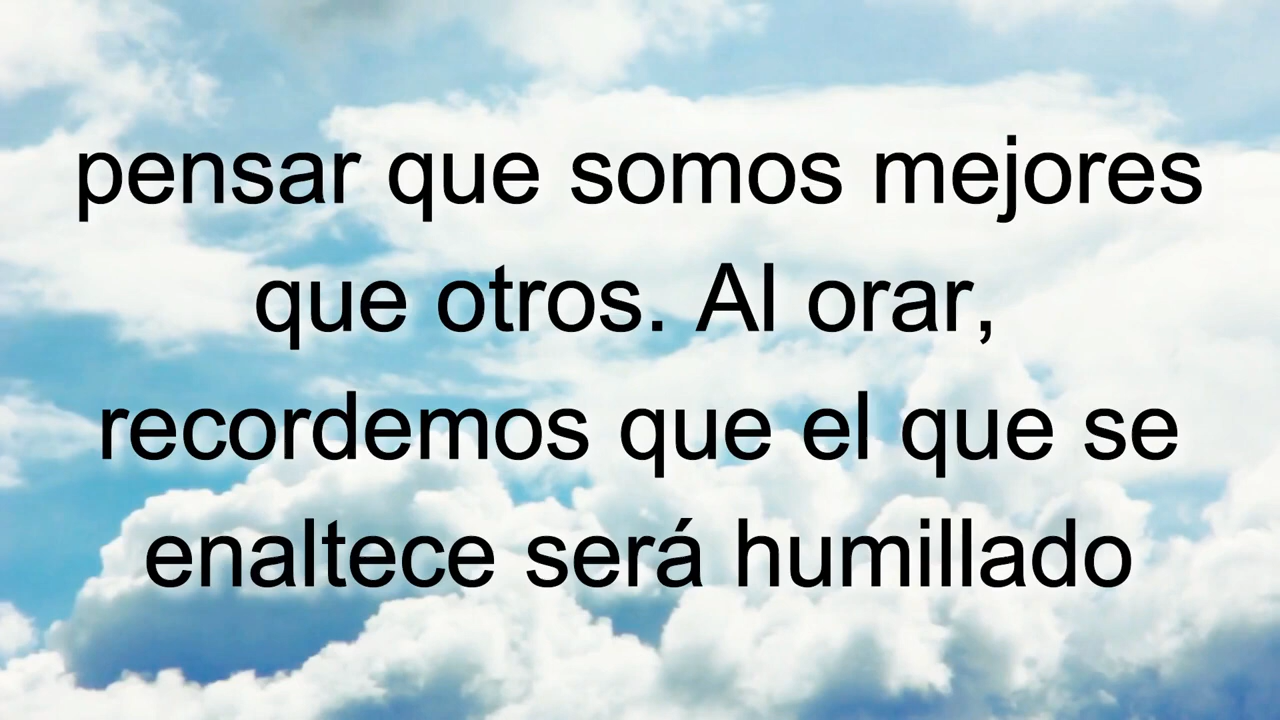 pensar que somos mejores
que otros. Al orar,
recordemos que el que se
enaltece será humillado